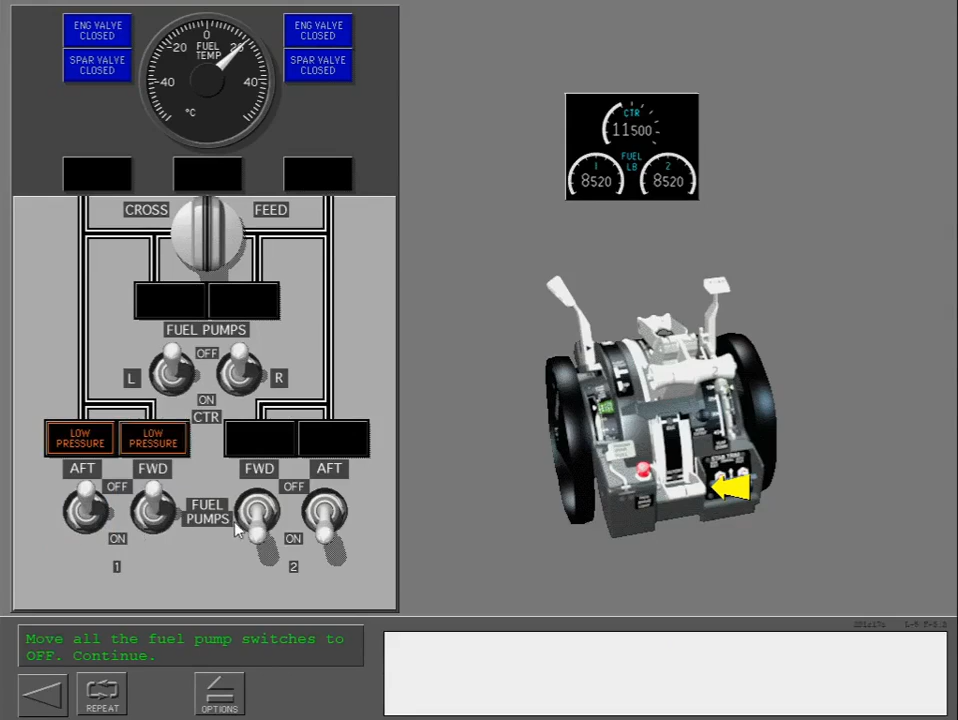 ENG VALVE
CLOSED
ENG VALVE
CLOSED
SPAR VALVE
CLOSED
SPAR VALVE
CLOSED
0
-20
20
FUEL
TEMP
-40
40
°C
CTR
11500
FUEL
LB
1
2
8520
8520
CROSS
FEED
FUEL PUMPS
OFF
L
R
ON
CTR
LOW
PRESSURE
LOW
PRESSURE
AFT
FWD
FWD
AFT
OFF
OFF
FUEL
PUMPS
ON
ON
1
2
2
STAB TRIM
Move all the fuel pump switches to
OFF. Continue.
REPEAT
OPTIONS